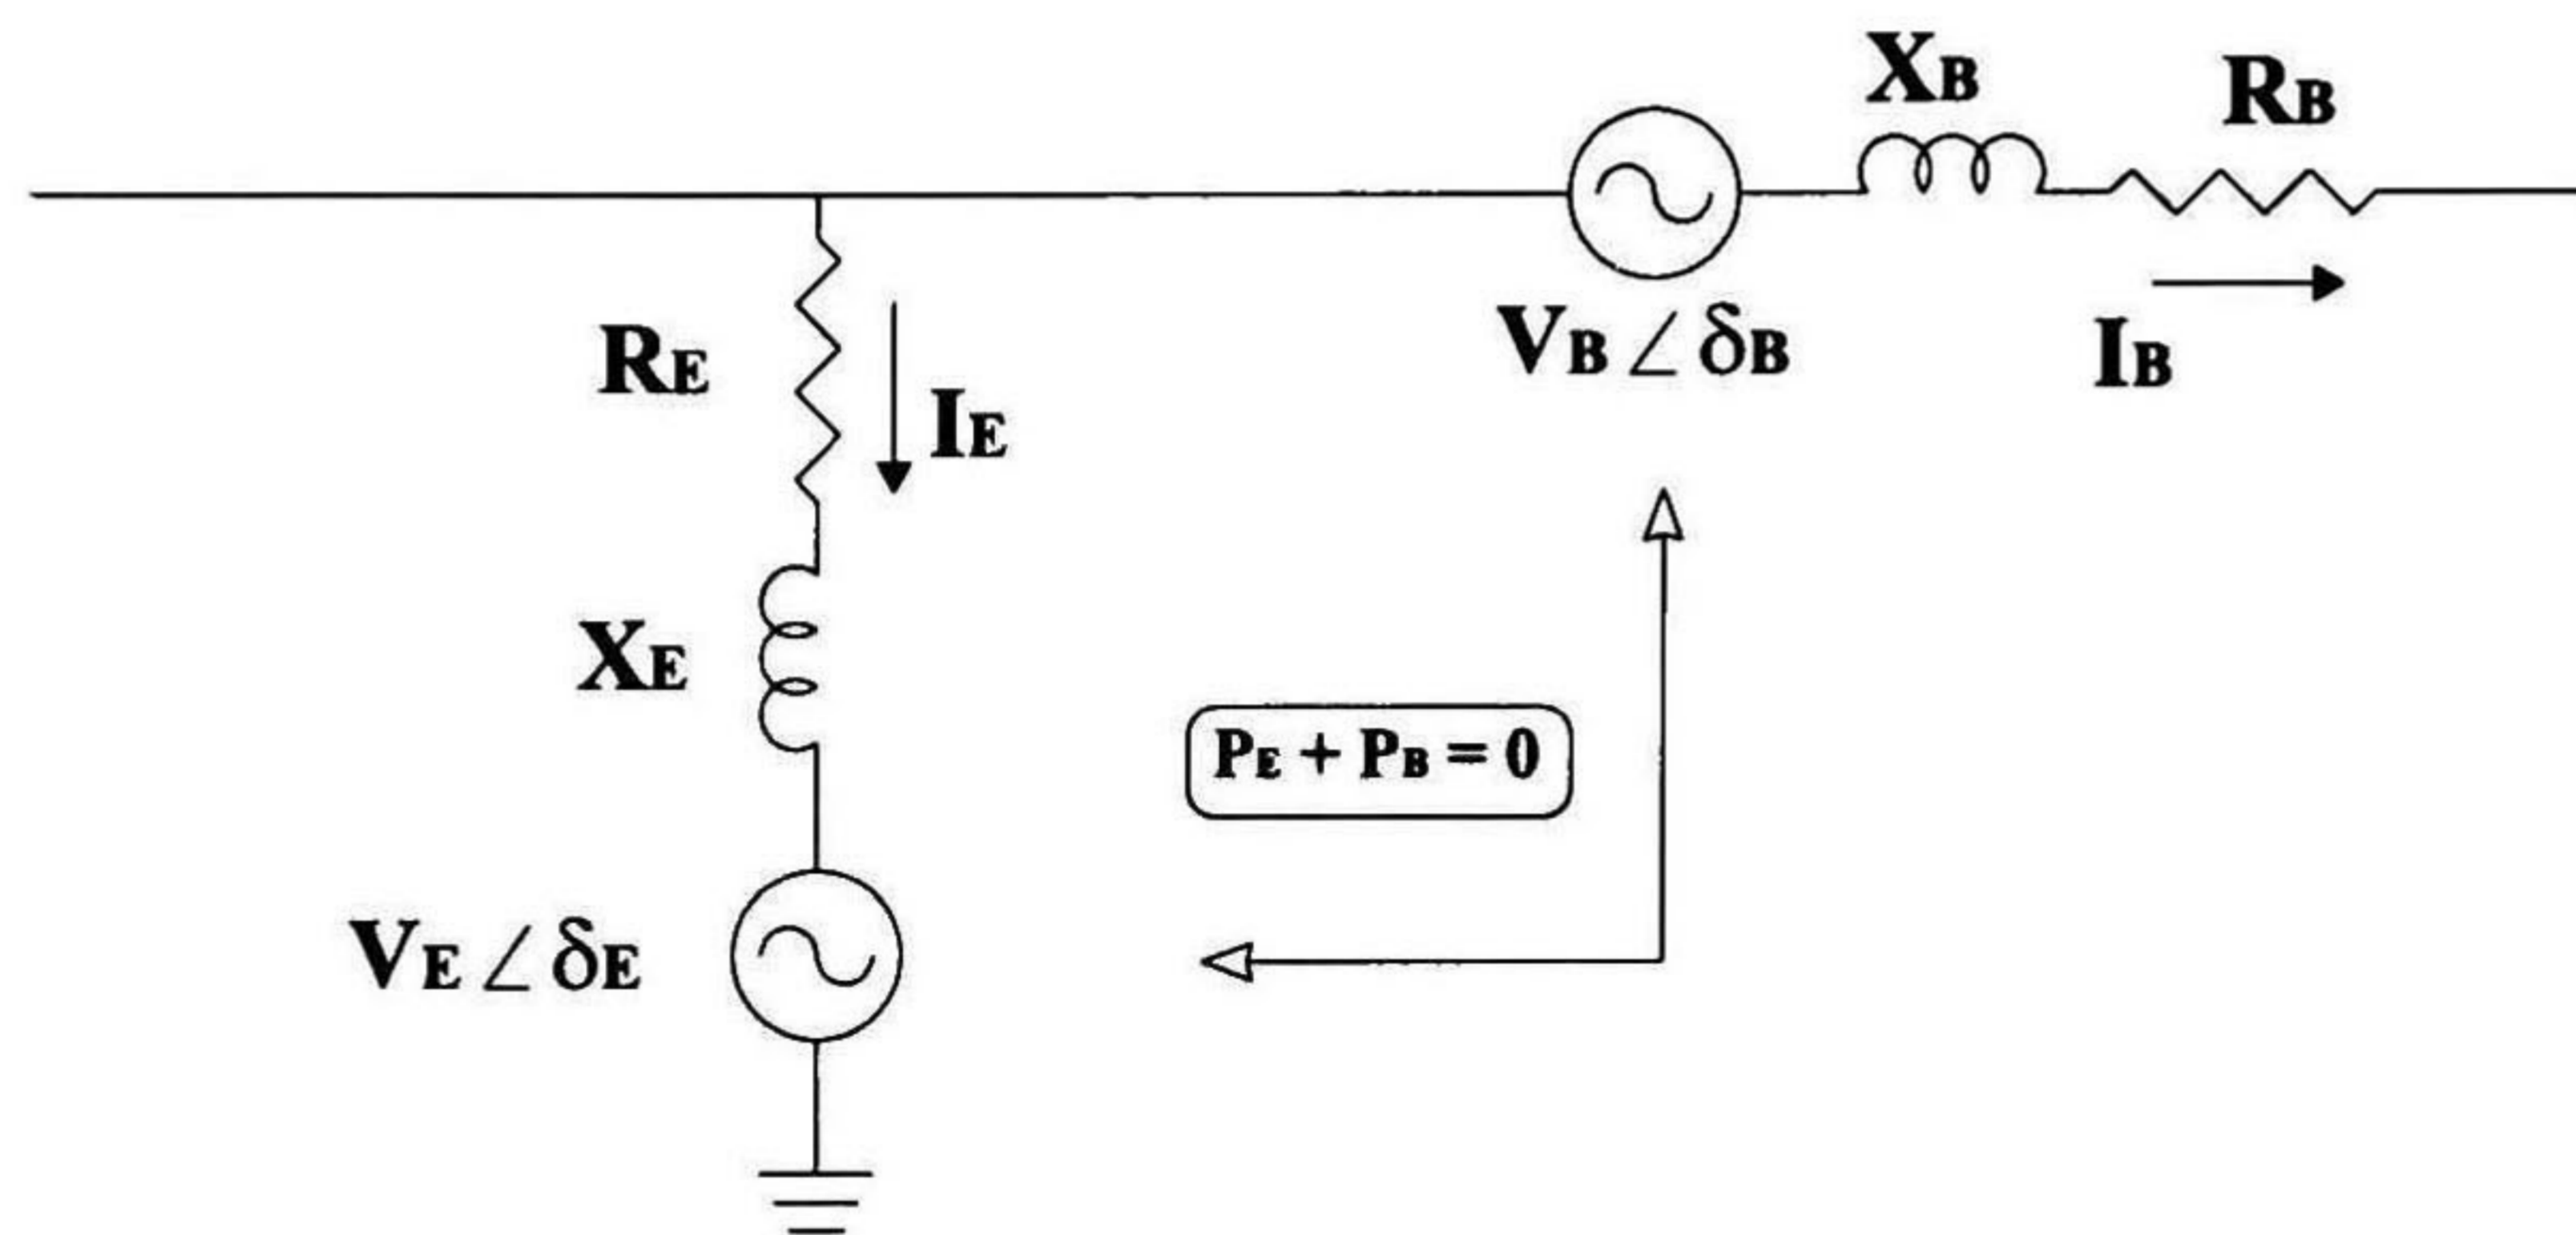 XB
RB
RE
IE
VB ∠ δB
IB
XE
PE + PB = 0
VE ∠ δE